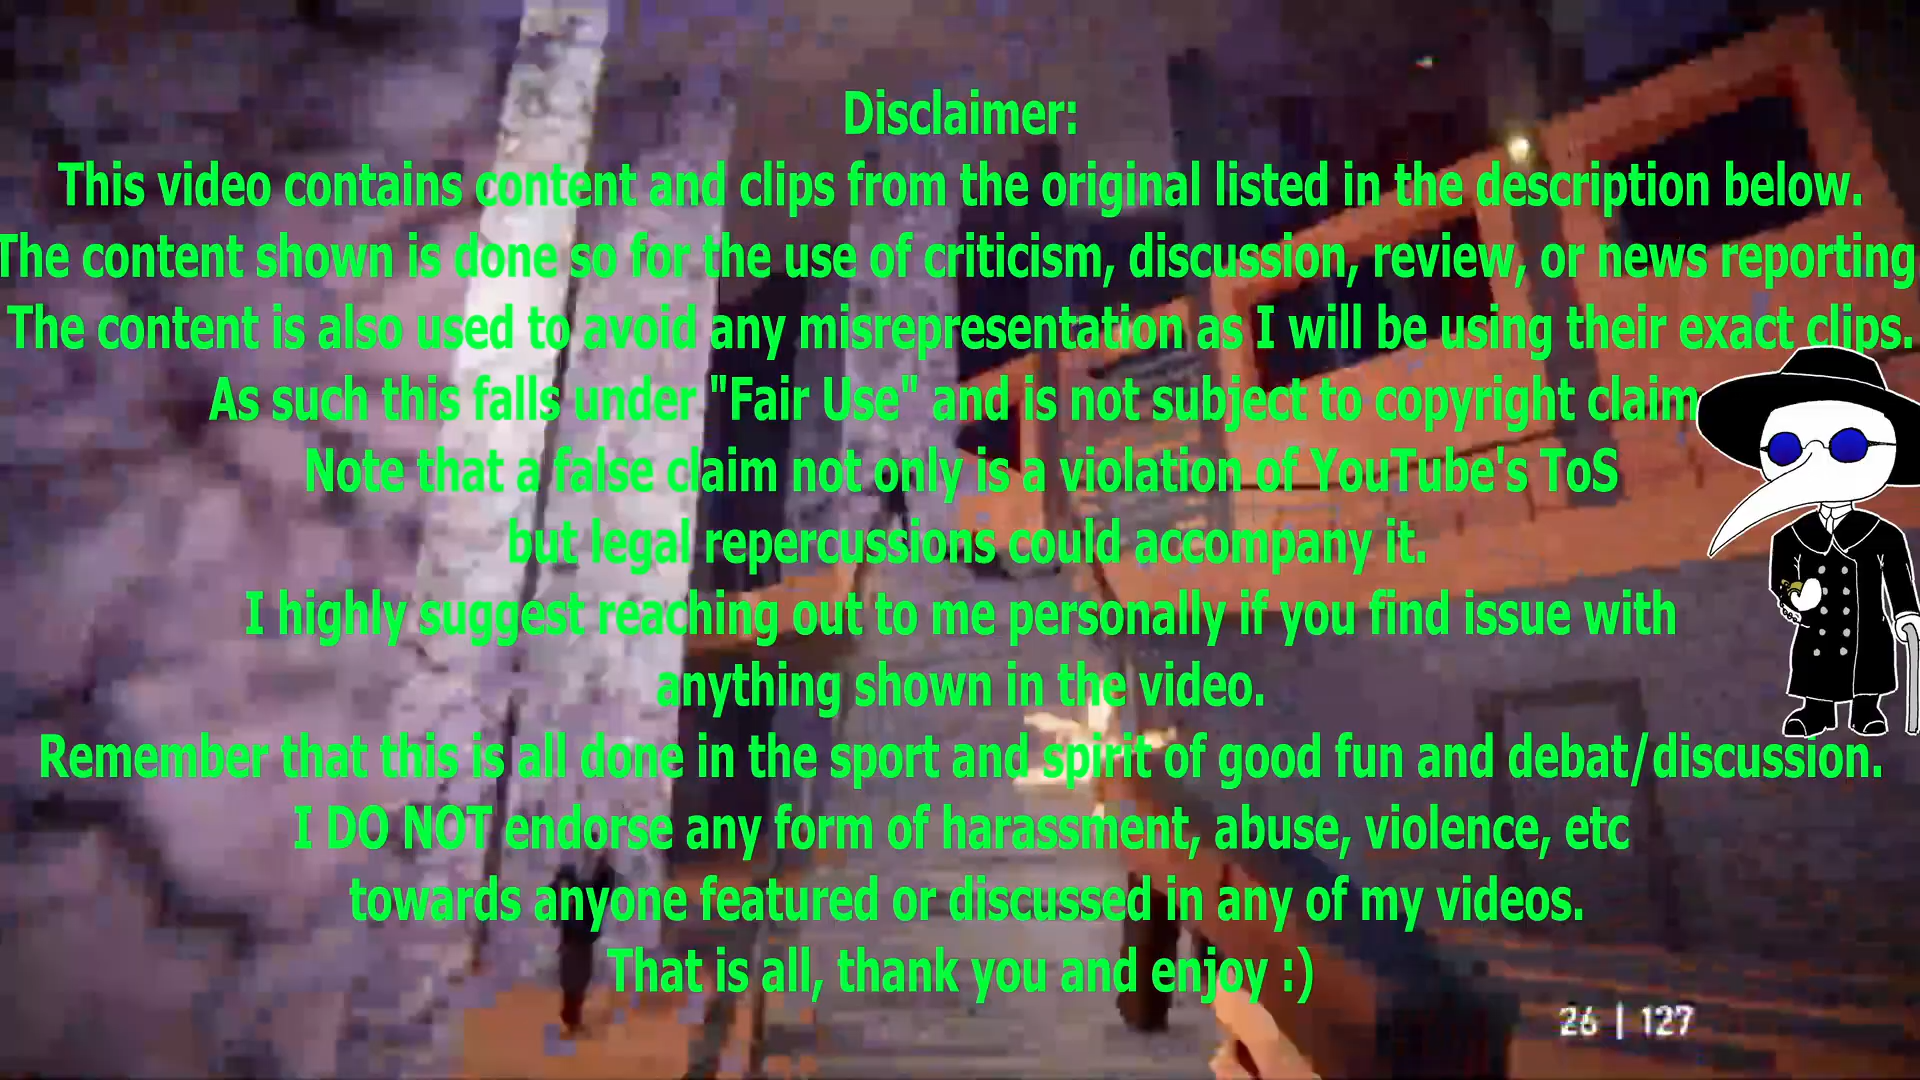 Disclaimer:
This video contains content and clips from the original listed in the description below.
The content shown is done so for the use of criticism, discussion, review, or news reporting
The content is also used to avoid any misrepresentation as I will be using their exact clips.
As such this falls under "Fair Use" and is not subject to copyright claim
Note that a false claim not only is a violation of YouTube's ToS
but legal repercussions could accompany it.
I highly suggest reaching out to me personally if you find issue with
anything shown in the video.
Remember that this is all done in the sport and spirit of good fun and debat/discussion.
I DO NOT endorse any form of harassment, abuse, violence, etc
towards anyone featured or discussed in any of my videos.
That is all, thank you and enjoy :)
26 | 127